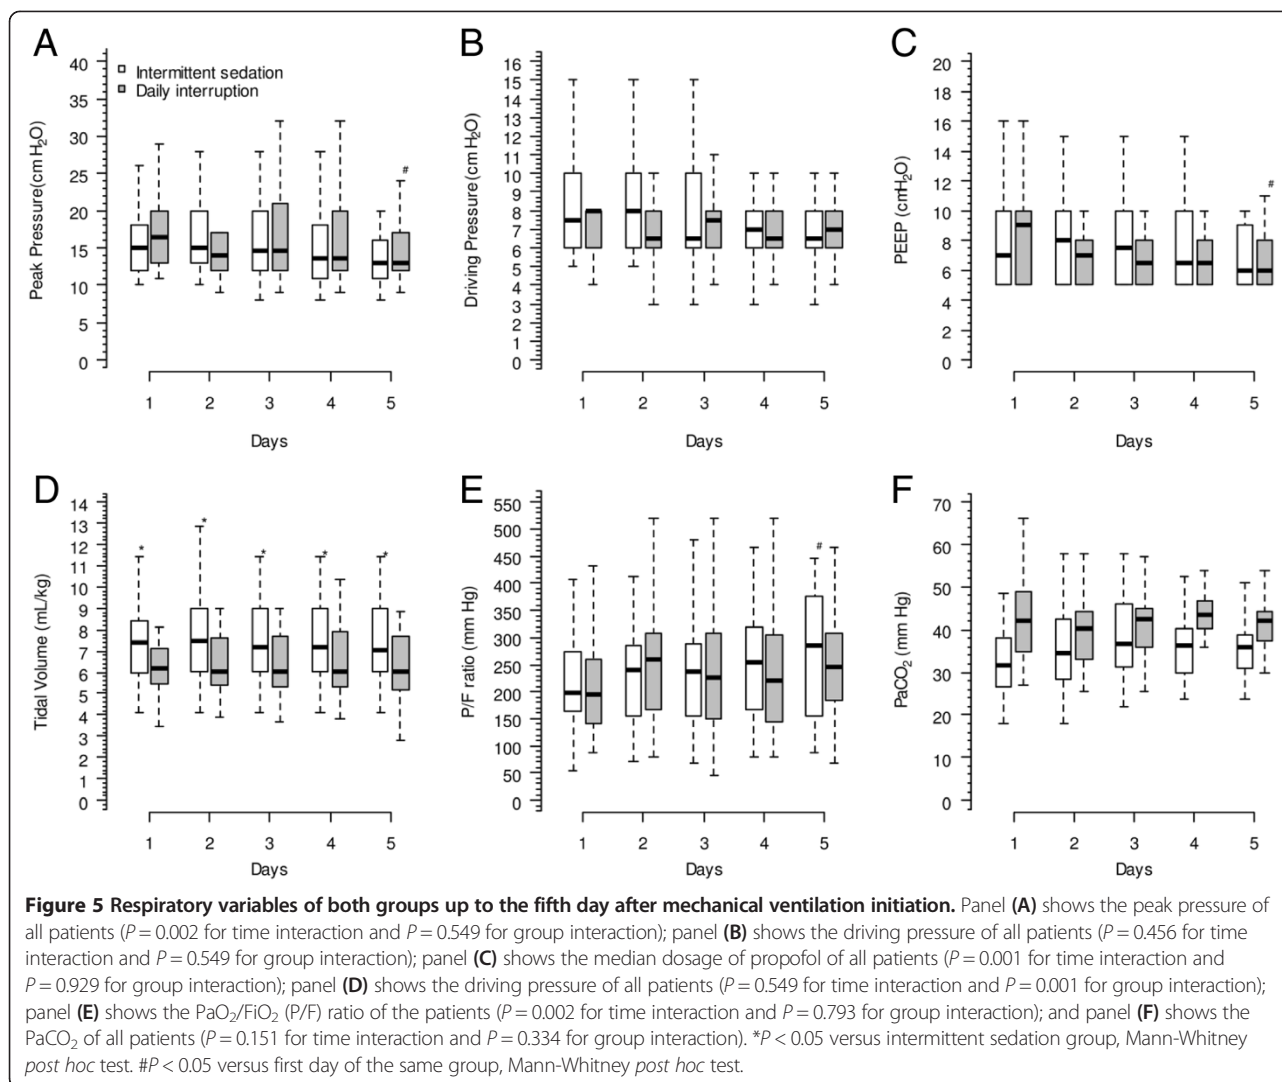 A
40
35
30
25
20
15
10
5
0
Peak Pressure(cm H2O)
Intermittent sedation
Daily interruption
#
1 2 3 4 5
Days
B
16
15
14
13
12
11
10
9
8
7
6
5
4
3
2
1
0
Driving Pressure(cm H2O)
1 2 3 4 5
Days
C
20
18
16
14
12
10
8
6
4
2
0
PEEP (cmH2O)
#
1 2 3 4 5
Days
D
14
13
12
11
10
9
8
7
6
5
4
3
2
1
0
Tidal Volume (mL/kg)
* * * * *
1 2 3 4 5
Days
E
550
500
450
400
350
300
250
200
150
100
50
0
P/F ratio (mm Hg)
#
1 2 3 4 5
Days
F
70
60
50
40
30
20
10
0
PaCO2 (mm Hg)
1 2 3 4 5
Days
Figure 5 Respiratory variables of both groups up to the fifth day after mechanical ventilation initiation. Panel (A) shows the peak pressure of
all patients (P = 0.002 for time interaction and P = 0.549 for group interaction); panel (B) shows the driving pressure of all patients (P = 0.456 for time
interaction and P = 0.549 for group interaction); panel (C) shows the median dosage of propofol of all patients (P = 0.001 for time interaction and
P = 0.929 for group interaction); panel (D) shows the driving pressure of all patients (P = 0.549 for time interaction and P = 0.001 for group interaction);
panel (E) shows the PaO2/FiO2 (P/F) ratio of the patients (P = 0.002 for time interaction and P = 0.793 for group interaction); and panel (F) shows the
PaCO2 of all patients (P = 0.151 for time interaction and P = 0.334 for group interaction). *P < 0.05 versus intermittent sedation group, Mann-Whitney
post hoc test. #P < 0.05 versus first day of the same group, Mann-Whitney post hoc test.